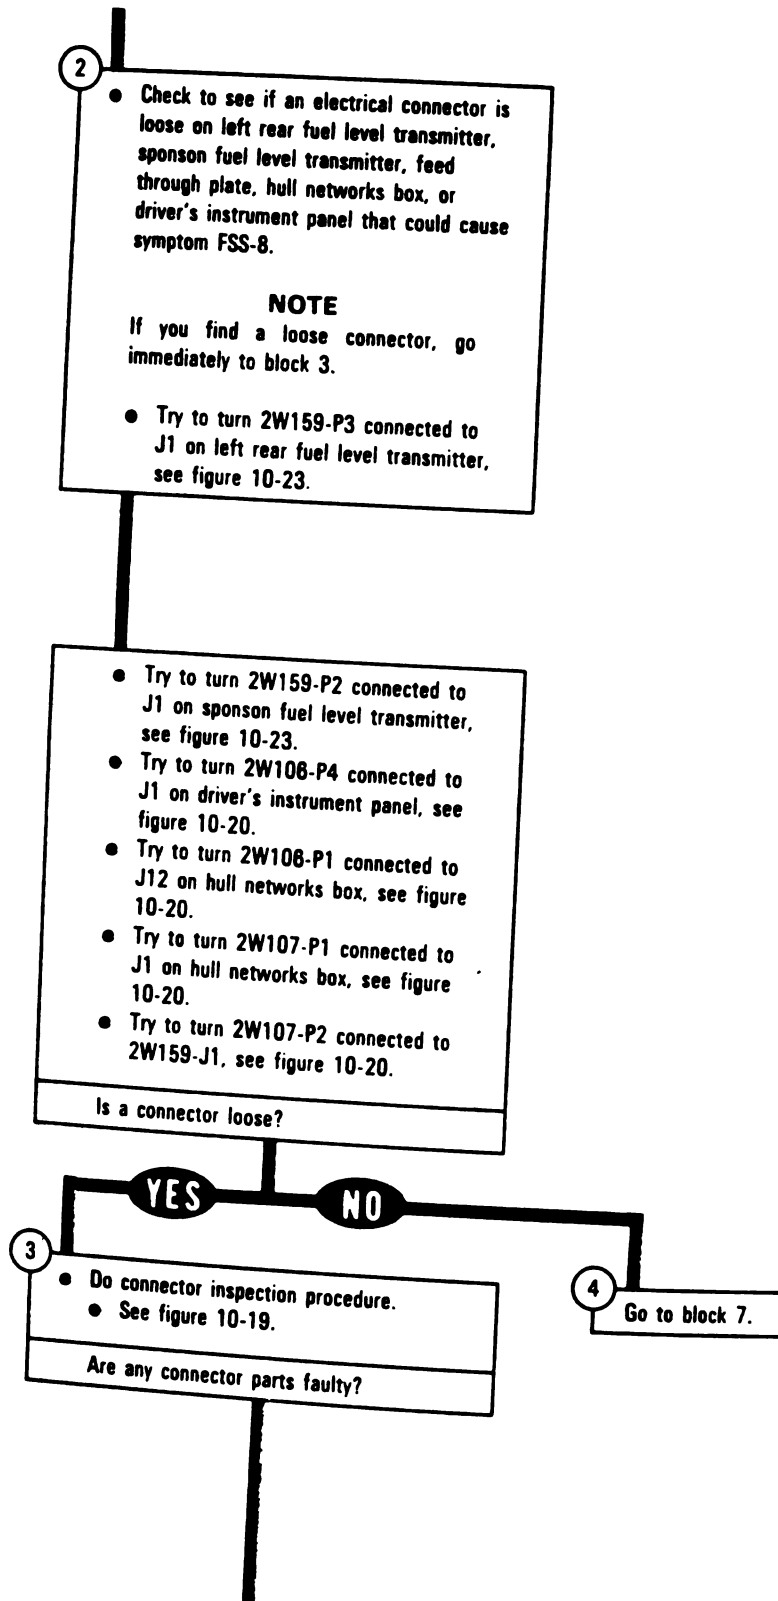 2
● Check to see if an electrical connector is
loose on left rear fuel level transmitter,
sponson fuel level transmitter, feed
through plate, hull networks box, or
driver's instrument panel that could cause
symptom FSS-8.
NOTE
If you find a loose connector, go
immediately to block 3.
● Try to turn 2W159-P3 connected to
J1 on left rear fuel level transmitter,
see figure 10-23.
● Try to turn 2W159-P2 connected to
J1 on sponson fuel level transmitter,
see figure 10-23.
● Try to turn 2W106-P4 connected to
J1 on driver's instrument panel, see
figure 10-20.
● Try to turn 2W106-P1 connected to
J12 on hull networks box, see figure
10-20.
● Try to turn 2W107-P1 connected to
J1 on hull networks box, see figure
10-20.
● Try to turn 2W107-P2 connected to
2W159-J1, see figure 10-20.
Is a connector loose?
YES
NO
3
● Do connector inspection procedure.
● See figure 10-19.
Are any connector parts faulty?
4
Go to block 7.